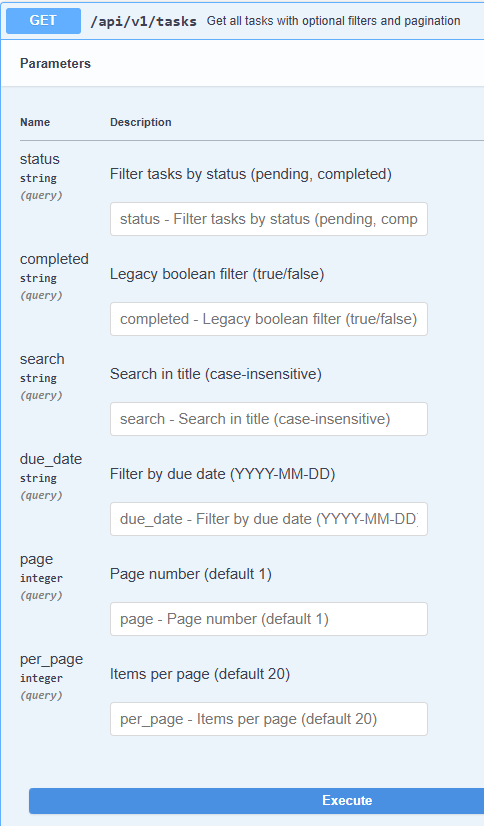 GET /api/v1/tasks Get all tasks with optional filters and pagination
Parameters
Name Description
status
string
(query)
Filter tasks by status (pending, completed)
status - Filter tasks by status (pending, comp
completed
string
(query)
Legacy boolean filter (true/false)
completed - Legacy boolean filter (true/false)
search
string
(query)
Search in title (case-insensitive)
search - Search in title (case-insensitive)
due_date
string
(query)
Filter by due date (YYYY-MM-DD)
due_date - Filter by due date (YYYY-MM-DD)
page
integer
(query)
Page number (default 1)
page - Page number (default 1)
per_page
integer
(query)
Items per page (default 20)
per_page - Items per page (default 20)
Execute